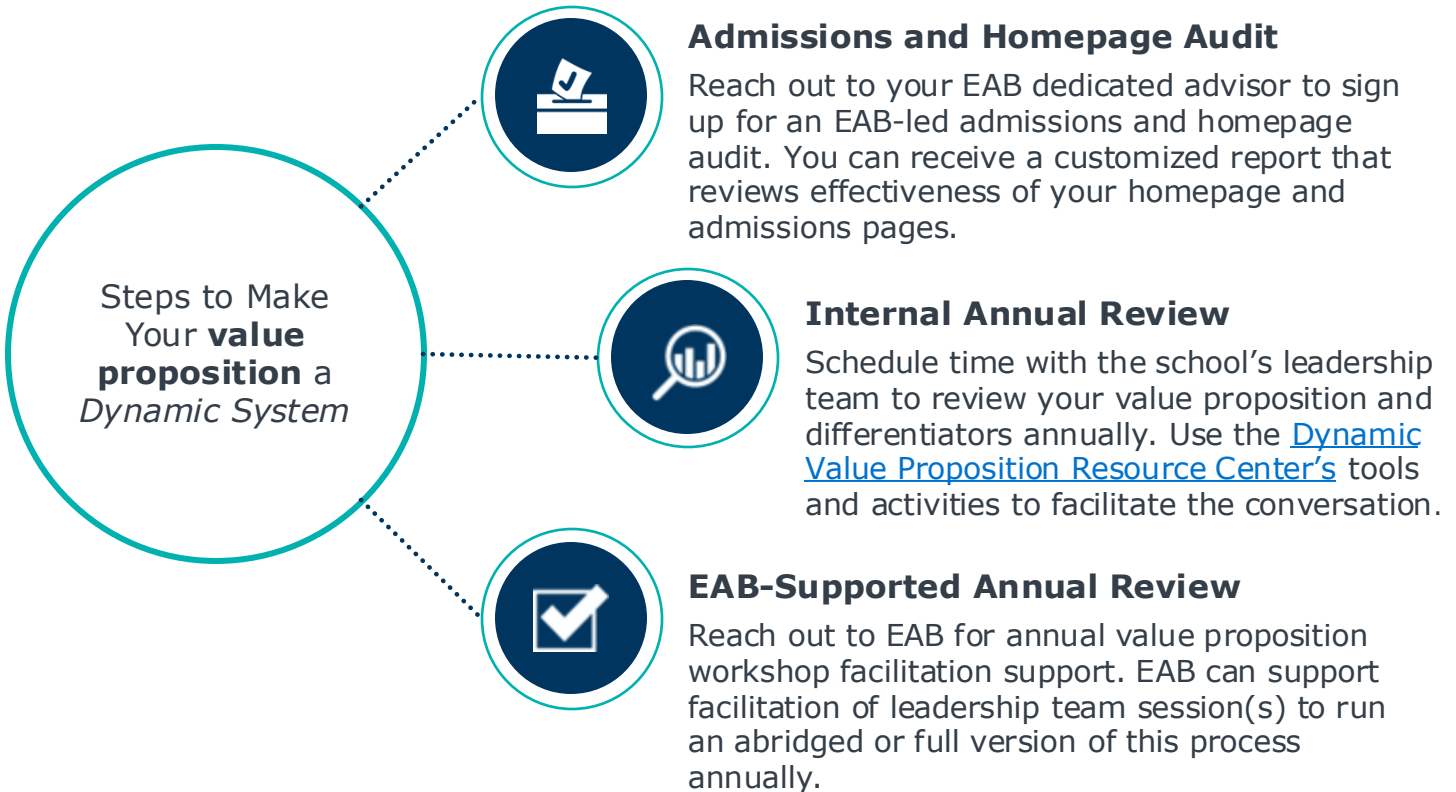 Steps to Make
Your value
proposition a
Dynamic System
Admissions and Homepage Audit
Reach out to your EAB dedicated advisor to sign
up for an EAB-led admissions and homepage
audit. You can receive a customized report that
reviews effectiveness of your homepage and
admissions pages.
Internal Annual Review
Schedule time with the school’s leadership
team to review your value proposition and
differentiators annually. Use the Dynamic
Value Proposition Resource Center’s tools
and activities to facilitate the conversation.
EAB-Supported Annual Review
Reach out to EAB for annual value proposition
workshop facilitation support. EAB can support
facilitation of leadership team session(s) to run
an abridged or full version of this process
annually.